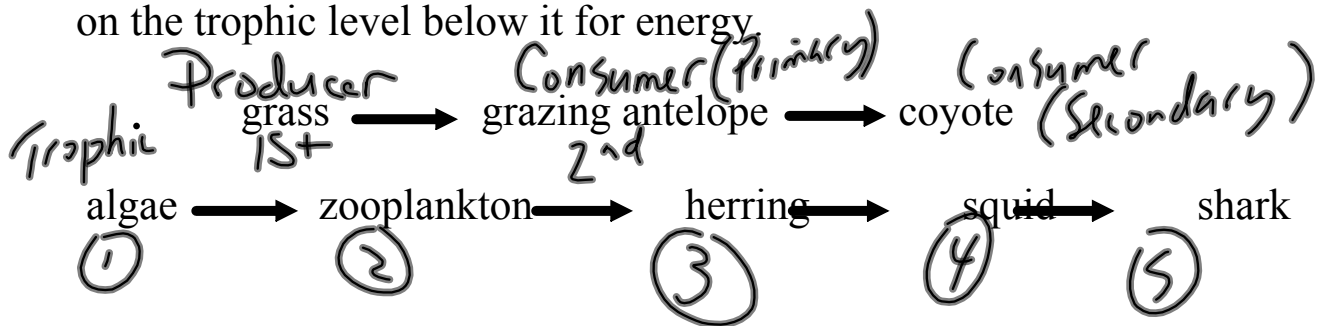 on the trophic level below it for energy.
Producer Consumer (Primary) Consumer
grass grazing antelope coyote (Secondary)
Trophic 1st 2nd
algae zooplankton herring squid shark
1 2 3 4 5